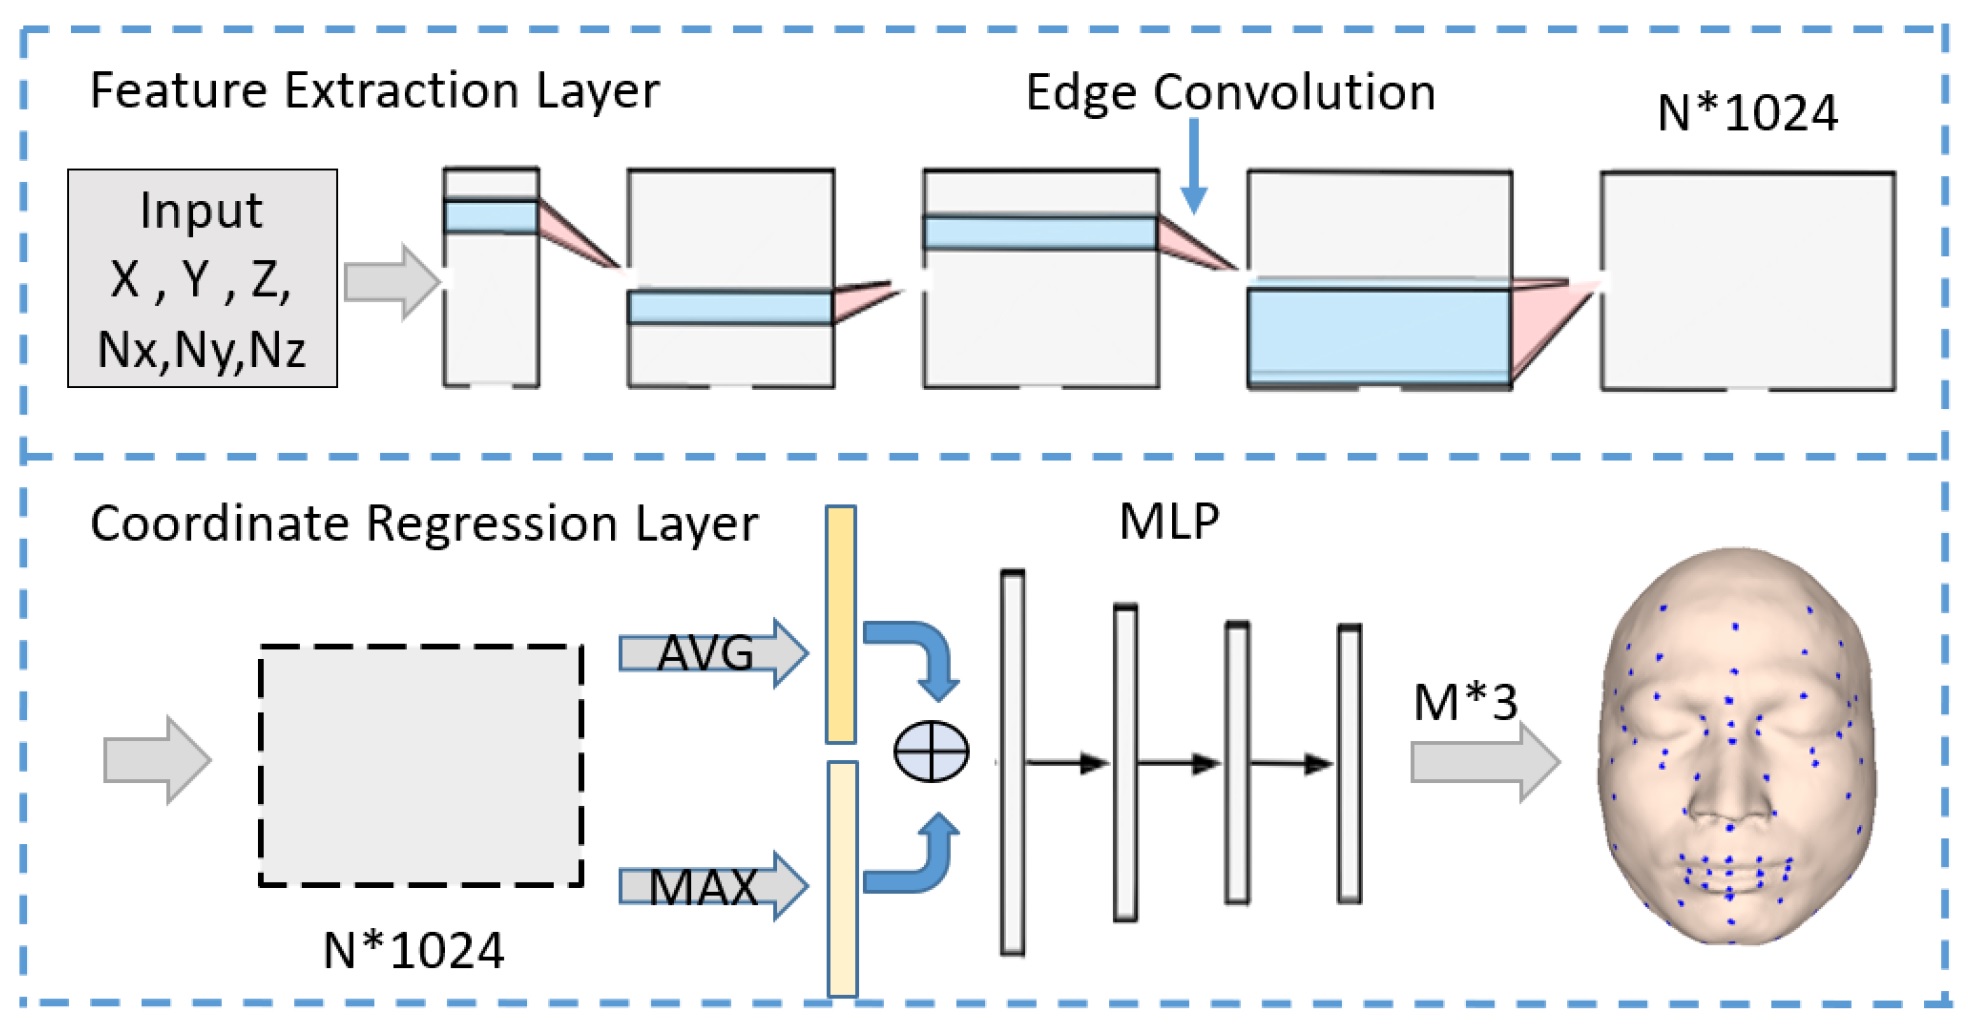 Feature Extraction Layer
Edge Convolution
N*1024
Input
X , Y , Z,
Nx,Ny,Nz
Coordinate Regression Layer
MLP
AVG
M*3
MAX
N*1024